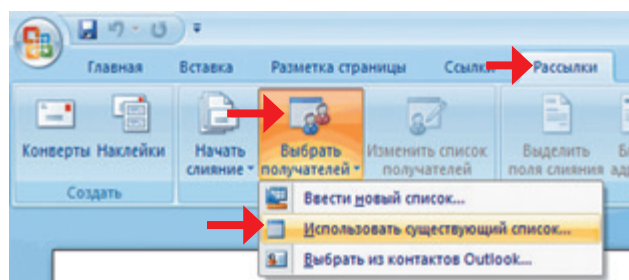 Главная Вставка Разметка страницы Ссылки Рассылки
Конверты Наклейки Начать слияние Выбрать получателей Изменить список получателей Выделить поля слияния
Создать
Ввести новый список...
Использовать существующий список...
Выбрать из контактов Outlook...